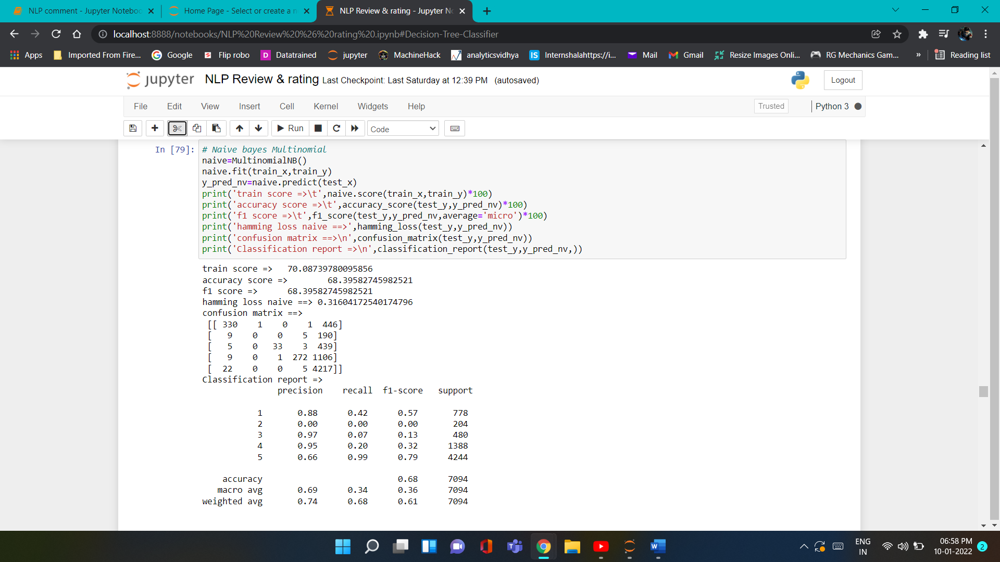 NLP comment - Jupyter Noteboo
Home Page - Select or create a n
NLP Review & rating - Jupyter No
localhost:8888/notebooks/NLP%20Review%20%26%20rating%20.ipynb#Decision-Tree-Classifier
Apps
Imported From Fire...
Google
Flip robo
D
Datatrained
jupyter
MachineHack
analyticsvidhya
IS
Internshalahttps://i...
Mail
Gmail
Resize Images Onli...
RG Mechanics Gam...
»
Reading list
jupyter
NLP Review & rating Last Checkpoint: Last Saturday at 12:39 PM (autosaved)
Logout
File Edit View Insert Cell Kernel Widgets Help
Trusted
Python 3
Run
Code
In [79]:
# Naive bayes Multinomial
naive=MultinomialNB()
naive.fit(train_x,train_y)
y_pred_nv=naive.predict(test_x)
print('train score =>\t',naive.score(train_x,train_y)*100)
print('accuracy score =>\t',accuracy_score(test_y,y_pred_nv)*100)
print('f1 score =>\t',f1_score(test_y,y_pred_nv,average='micro')*100)
print('hamming loss naive ==>',hamming_loss(test_y,y_pred_nv))
print('confusion matrix ==>\n',confusion_matrix(test_y,y_pred_nv))
print('Classification report =>\n',classification_report(test_y,y_pred_nv,))
train score =>   70.08739780095856
accuracy score =>        68.39582745982521
f1 score =>      68.39582745982521
hamming loss naive ==> 0.31604172540174796
confusion matrix ==>
[[ 330    1    0    1  446]
[   9    0    0    5  190]
[   5    0   33    3  439]
[   9    0    1  272 1106]
[  22    0    0    5 4217]]
Classification report =>
precision    recall  f1-score   support
1       0.88      0.42      0.57       778
2       0.00      0.00      0.00       204
3       0.97      0.07      0.13       480
4       0.95      0.20      0.32      1388
5       0.66      0.99      0.79      4244
accuracy                           0.68      7094
macro avg       0.69      0.34      0.36      7094
weighted avg       0.74      0.68      0.61      7094
ENG
IN
06:58 PM
10-01-2022
2